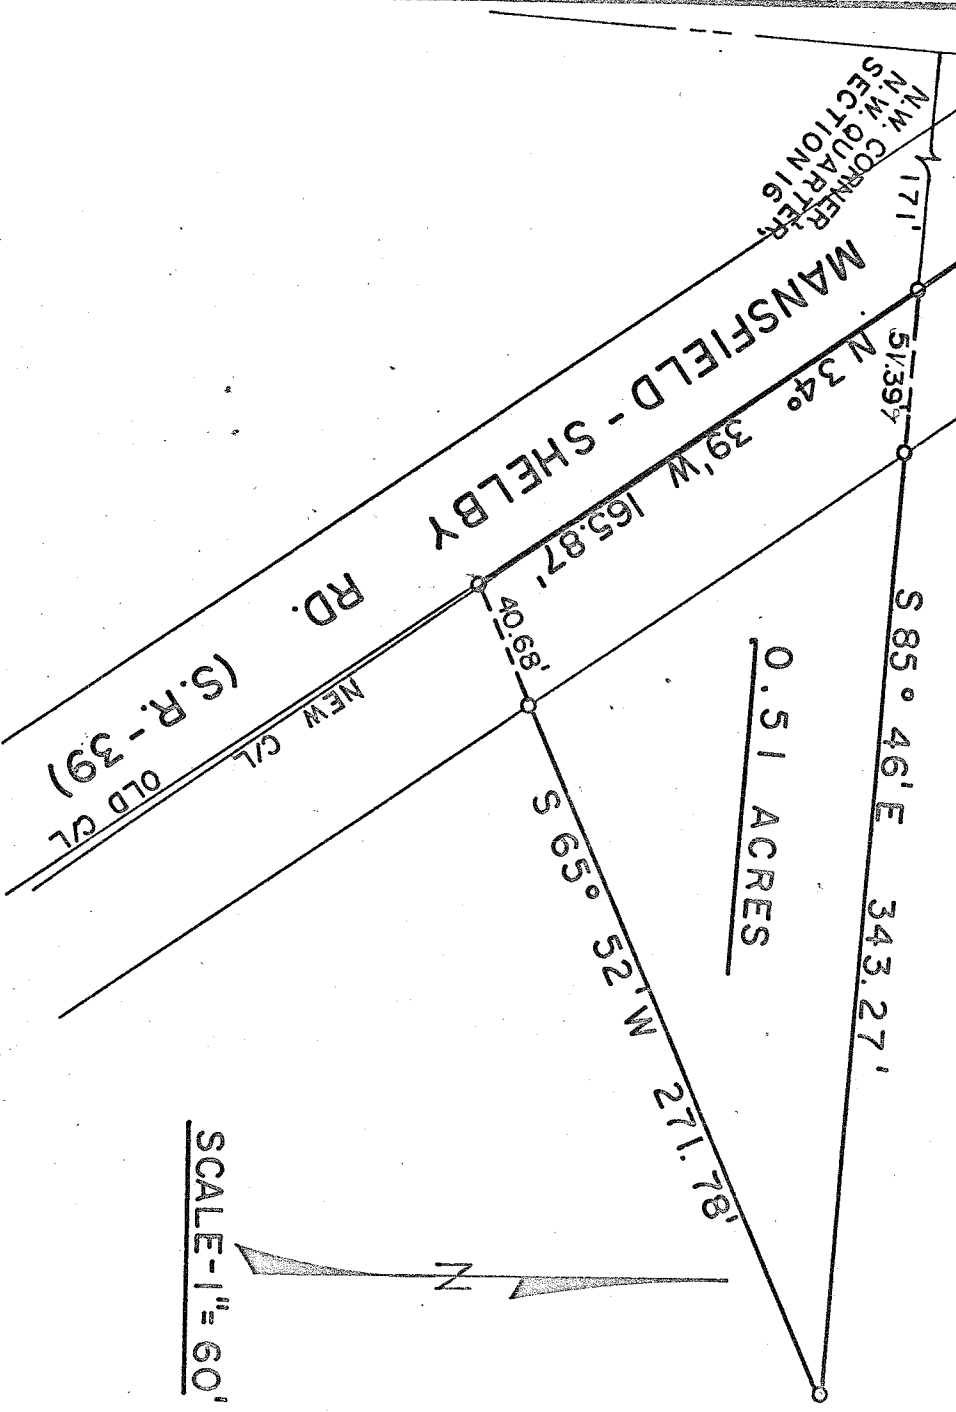 N.W. CORNER,
N.W. QUARTER,
SECTION 16
171'
51.39'
S 85° 46' E 343.27'
MANSFIELD - SHELBY RD. (S.R.-39)
N 34° 39' W 165.87'
40.68'
0.51 ACRES
S 65° 52' W 271.78'
NEW C/L
OLD C/L
N
SCALE-1"=60'